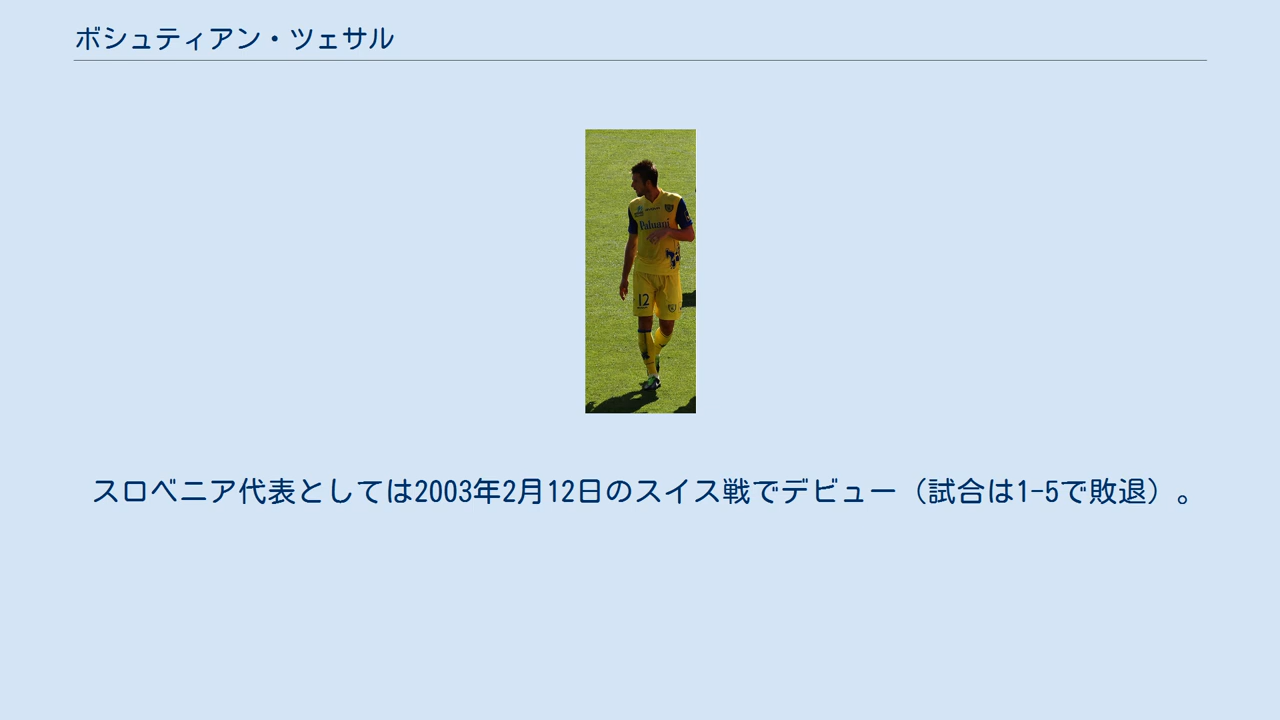 ボシュティアン・ツェサル
Paluani
12
スロベニア代表としては2003年2月12日のスイス戦でデビュー（試合は1-5で敗退）。